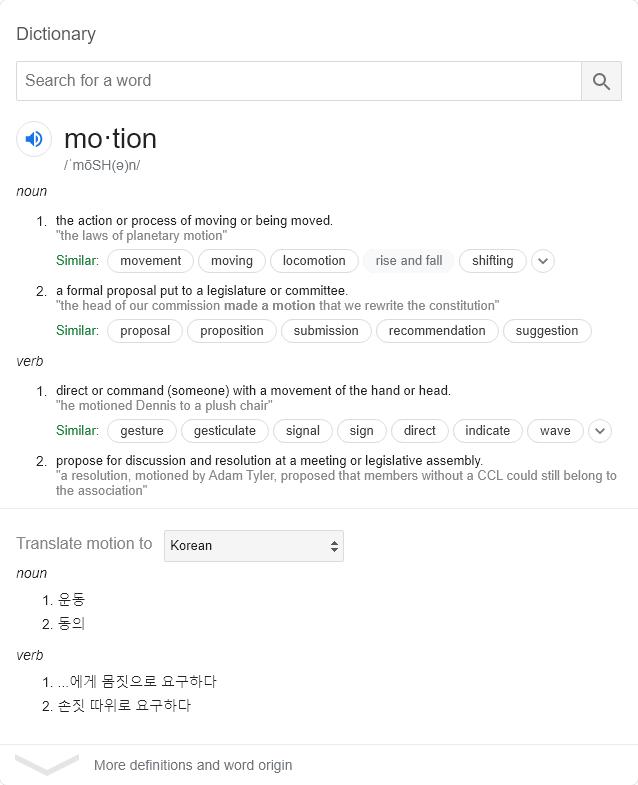 Dictionary
Search for a word
mo·tion
/ˈmōSH(ə)n/
noun
1. the action or process of moving or being moved.
"the laws of planetary motion"
Similar: movement moving locomotion rise and fall shifting
2. a formal proposal put to a legislature or committee.
"the head of our commission made a motion that we rewrite the constitution"
Similar: proposal proposition submission recommendation suggestion
verb
1. direct or command (someone) with a movement of the hand or head.
"he motioned Dennis to a plush chair"
Similar: gesture gesticulate signal sign direct indicate wave
2. propose for discussion and resolution at a meeting or legislative assembly.
"a resolution, motioned by Adam Tyler, proposed that members without a CCL could still belong to
the association"
Translate motion to Korean
noun
1. 운동
2. 동의
verb
1. ...에게 몸짓으로 요구하다
2. 손짓 따위로 요구하다
More definitions and word origin